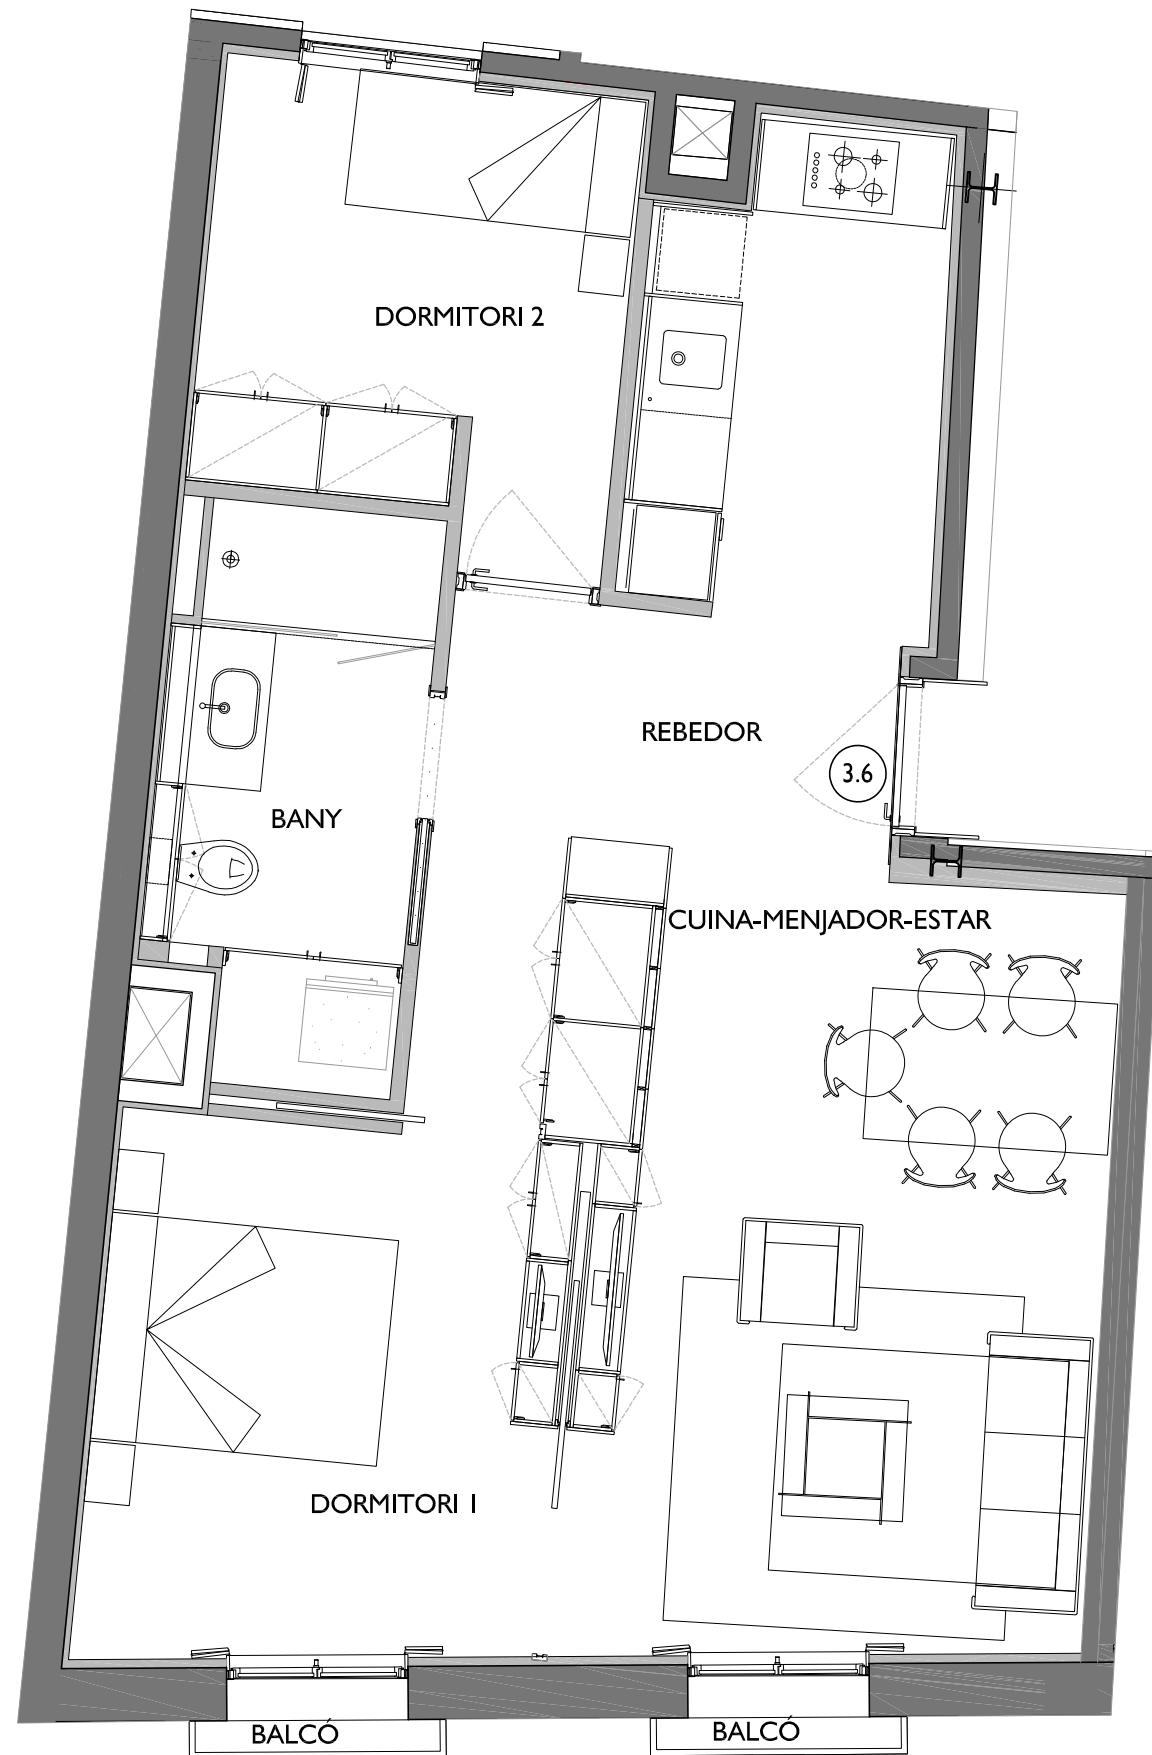 DORMITORI 2
REBEDOR
3.6
BANY
CUINA-MENJADOR-ESTAR
DORMITORI 1
BALCÓ
BALCÓ